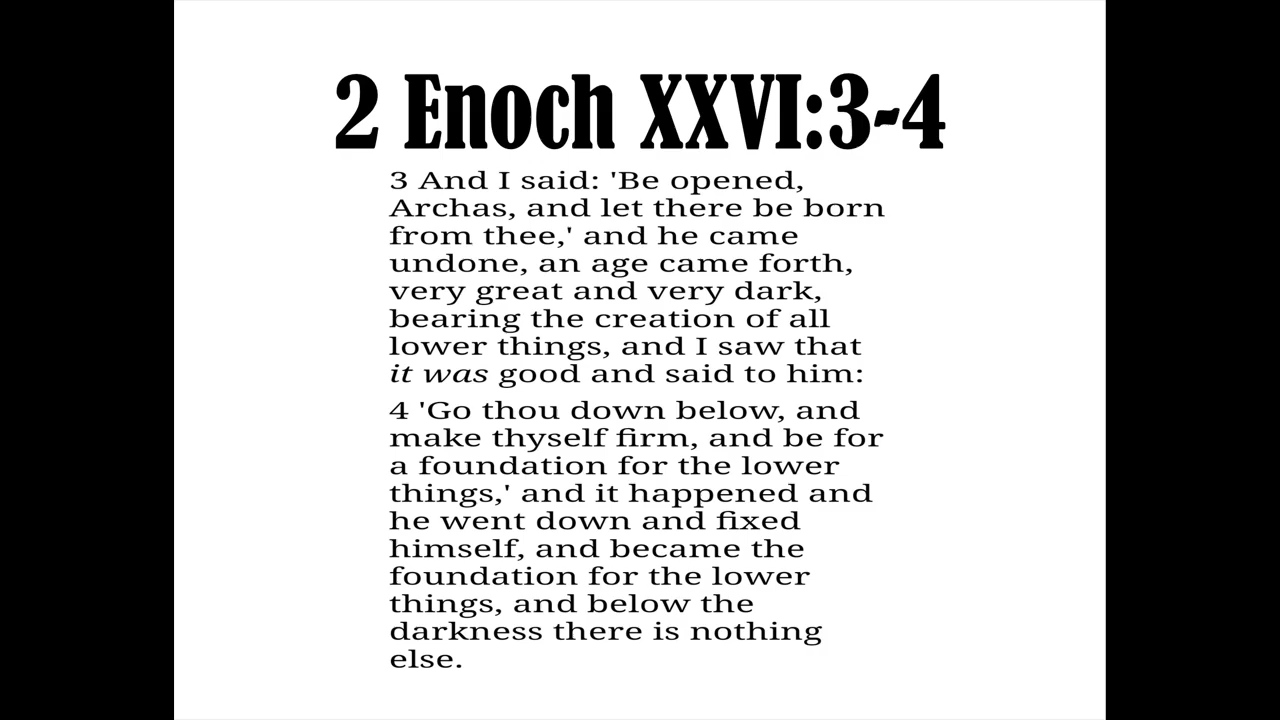 2 Enoch XXVI:3-4
3 And I said: 'Be opened,
Archas, and let there be born
from thee,' and he came
undone, an age came forth,
very great and very dark,
bearing the creation of all
lower things, and I saw that
it was good and said to him:
4 'Go thou down below, and
make thyself firm, and be for
a foundation for the lower
things,' and it happened and
he went down and fixed
himself, and became the
foundation for the lower
things, and below the
darkness there is nothing
else.